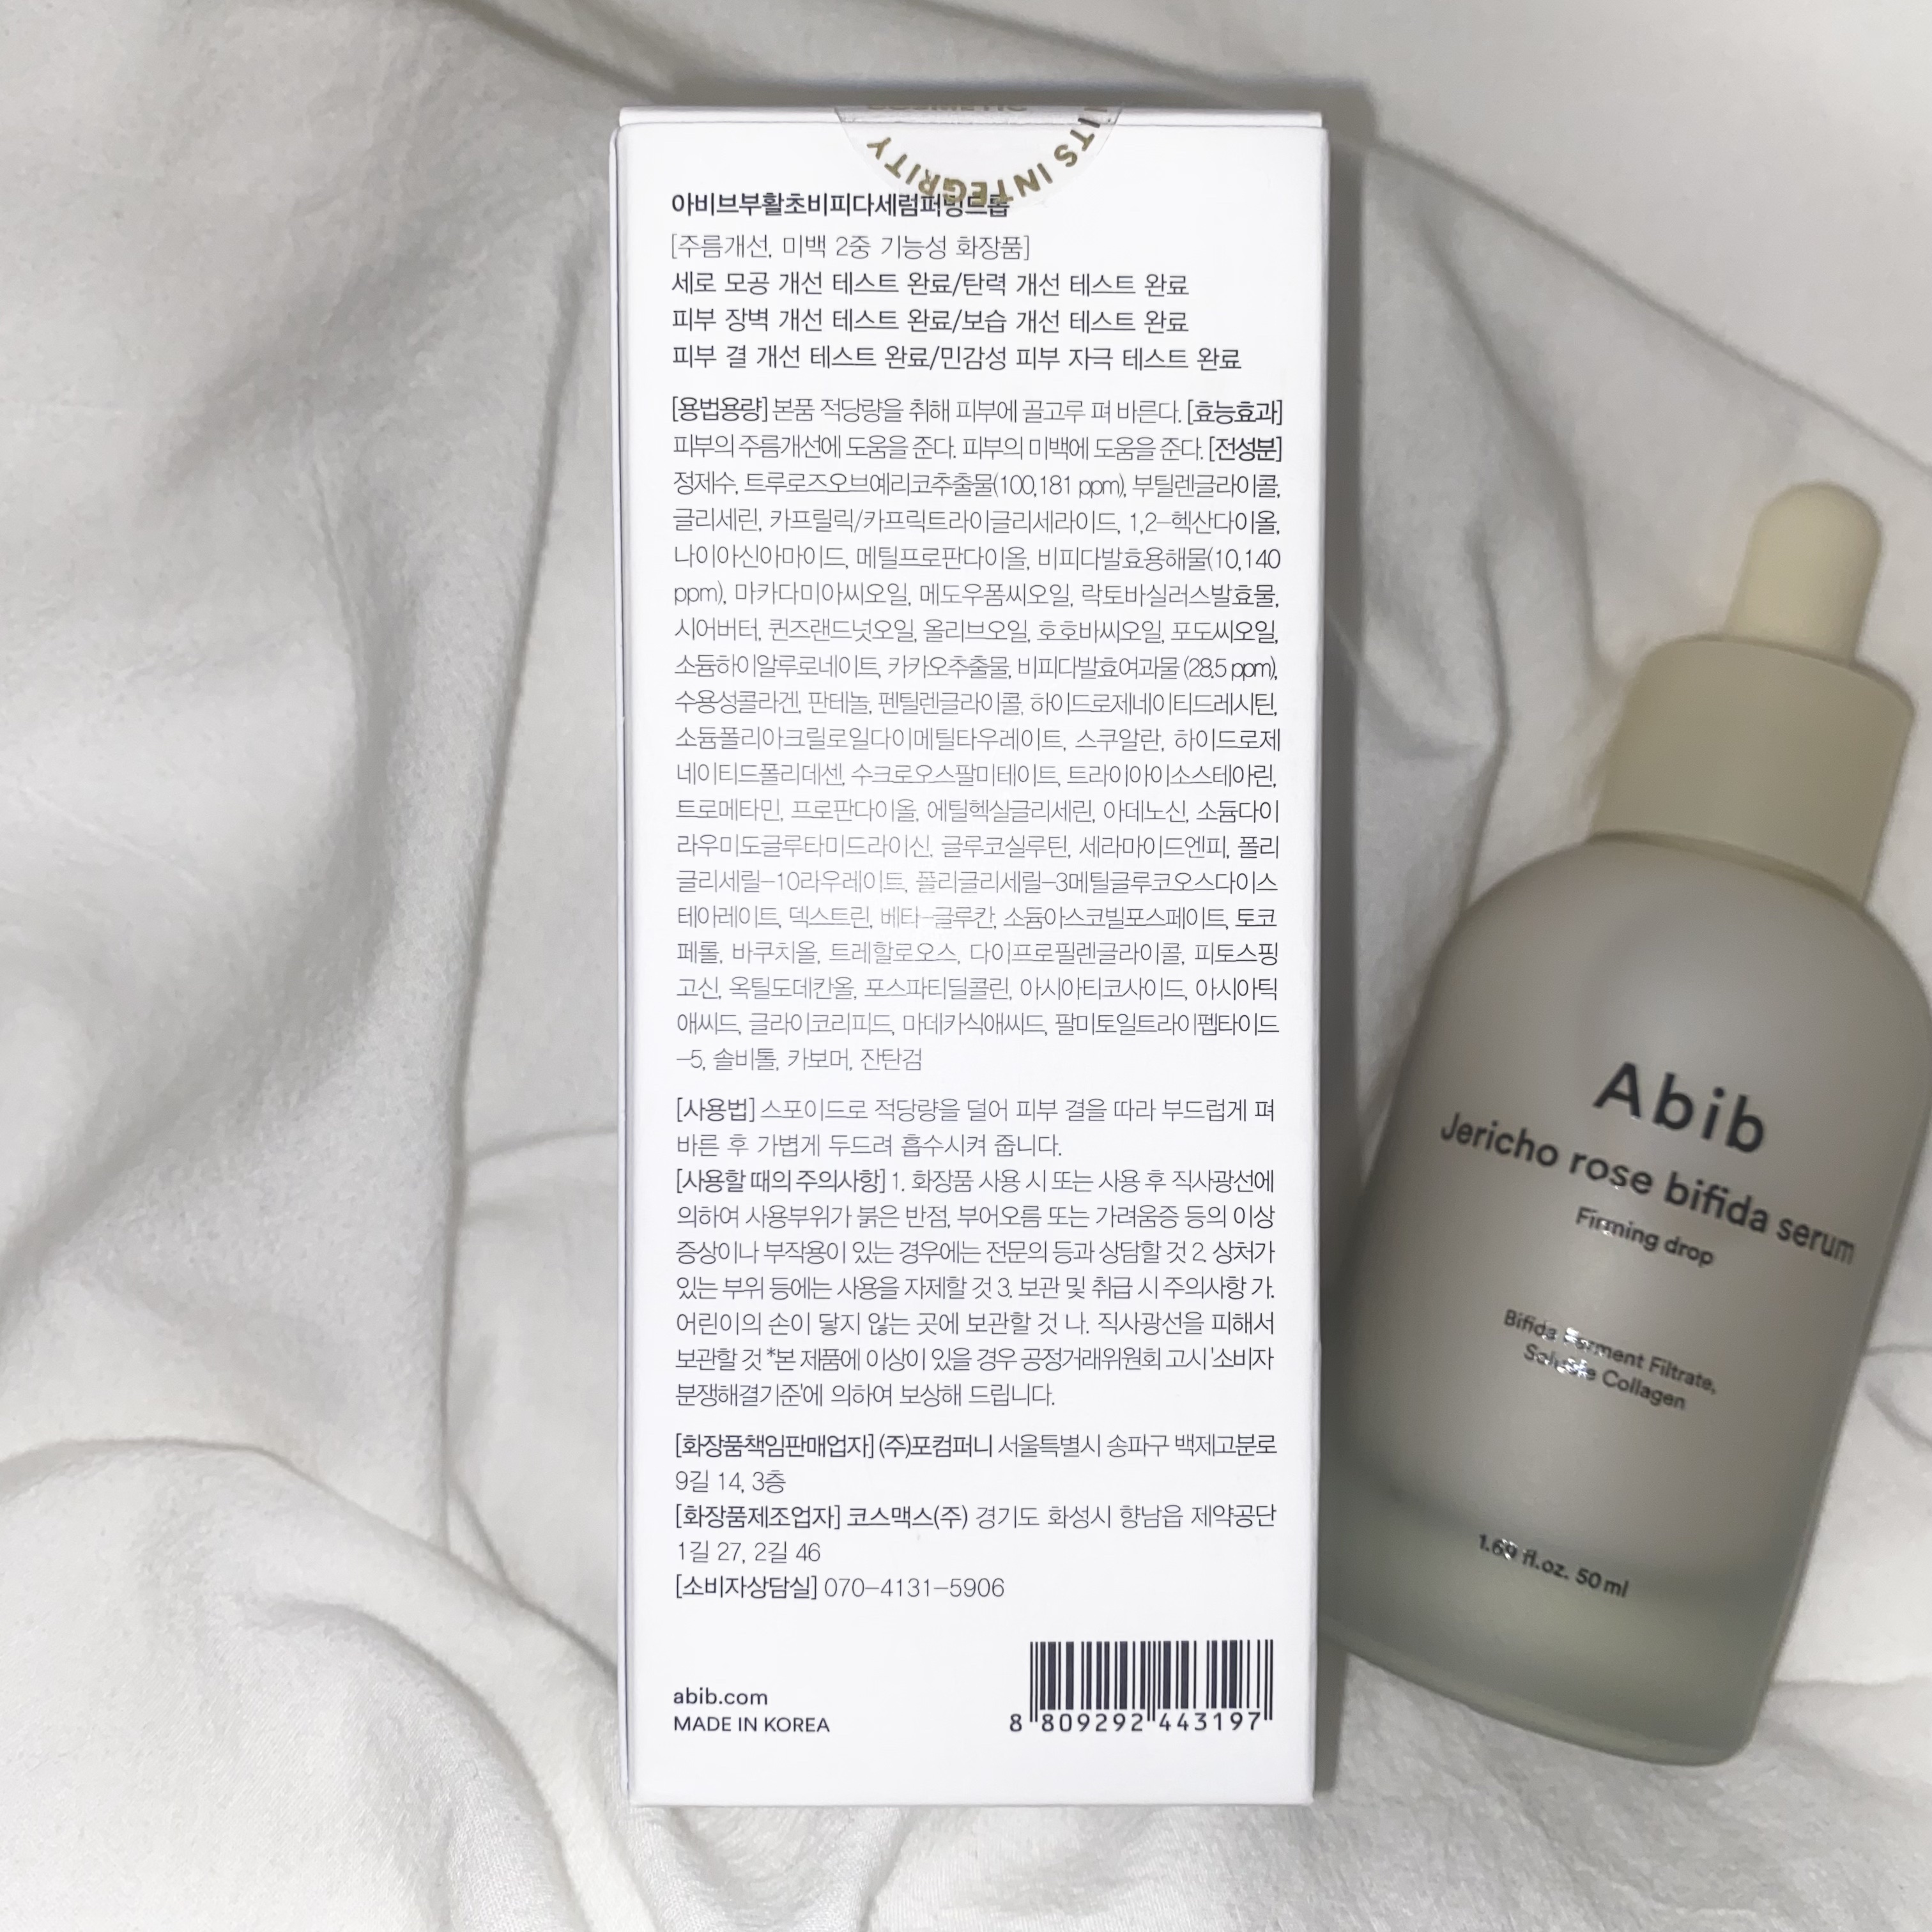 ITS INTEGRITY
아비브부활초비피다세럼퍼밍드롭
[주름개선, 미백 2중 기능성 화장품]
세로 모공 개선 테스트 완료/탄력 개선 테스트 완료
피부 장벽 개선 테스트 완료/보습 개선 테스트 완료
피부 결 개선 테스트 완료/민감성 피부 자극 테스트 완료
[용법용량] 본품 적당량을 취해 피부에 골고루 펴 바른다. [효능효과]
피부의 주름개선에 도움을 준다. 피부의 미백에 도움을 준다. [전성분]
정제수, 트루로즈오브예리코추출물(100,181 ppm), 부틸렌글라이콜,
글리세린, 카프릴릭/카프릭트라이글리세라이드, 1,2-헥산다이올,
나이아신아마이드, 메틸프로판다이올, 비피다발효용해물(10,140
ppm), 마카다미아씨오일, 메도우폼씨오일, 락토바실러스발효물,
시어버터, 퀸즈랜드넛오일, 올리브오일, 호호바씨오일, 포도씨오일,
소듐하이알루로네이트, 카카오추출물, 비피다발효여과물 (28.5 ppm),
수용성콜라겐, 판테놀, 펜틸렌글라이콜, 하이드로제네이티드레시틴,
소듐폴리아크릴로일다이메틸타우레이트, 스쿠알란, 하이드로제
네이티드폴리데센, 수크로오스팔미테이트, 트라이아이소스테아린,
트로메타민, 프로판다이올, 에틸헥실글리세린, 아데노신, 소듐다이
라우미도글루타미드라이신, 글루코실루틴, 세라마이드엔피, 폴리
글리세릴-10라우레이트, 폴리글리세릴-3메틸글루코오스다이스
테아레이트, 덱스트린, 베타-글루칸, 소듐아스코빌포스페이트, 토코
페롤, 바쿠치올, 트레할로오스, 다이프로필렌글라이콜, 피토스핑
고신, 옥틸도데칸올, 포스파티딜콜린, 아시아티코사이드, 아시아틱
애씨드, 글라이코리피드, 마데카식애씨드, 팔미토일트라이펩타이드
-5, 솔비톨, 카보머, 잔탄검
[사용법] 스포이드로 적당량을 덜어 피부 결을 따라 부드럽게 펴
바른 후 가볍게 두드려 흡수시켜 줍니다.
[사용할 때의 주의사항] 1. 화장품 사용 시 또는 사용 후 직사광선에
의하여 사용부위가 붉은 반점, 부어오름 또는 가려움증 등의 이상
증상이나 부작용이 있는 경우에는 전문의 등과 상담할 것 2. 상처가
있는 부위 등에는 사용을 자제할 것 3. 보관 및 취급 시 주의사항 가.
어린이의 손이 닿지 않는 곳에 보관할 것 나. 직사광선을 피해서
보관할 것 *본 제품에 이상이 있을 경우 공정거래위원회 고시 '소비자
분쟁해결기준'에 의하여 보상해 드립니다.
[화장품책임판매업자] (주)포컴퍼니 서울특별시 송파구 백제고분로
9길 14, 3층
[화장품제조업자] 코스맥스(주) 경기도 화성시 향남읍 제약공단
1길 27, 2길 46
[소비자상담실] 070-4131-5906
abib.com
MADE IN KOREA
8 809292 443197
Abib
Jericho rose bifida serum
Firming drop
Bifida Ferment Filtrate,
Soluble Collagen
1.69 fl.oz. 50 ml